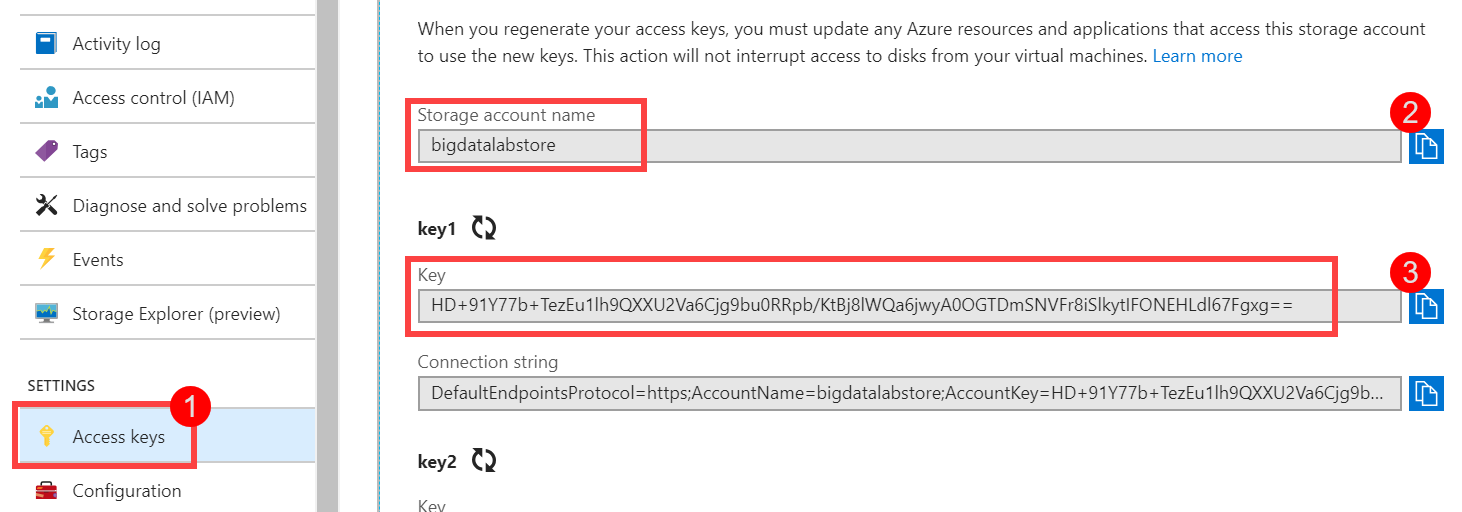 Activity log
Access control (IAM)
Tags
Diagnose and solve problems
Events
Storage Explorer (preview)
SETTINGS
1
Access keys
Configuration
When you regenerate your access keys, you must update any Azure resources and applications that access this storage account
to use the new keys. This action will not interrupt access to disks from your virtual machines. Learn more
2
Storage account name
bigdatalabstore
key1
3
Key
HD+91Y77b+TezEu1lh9QXXU2Va6Cjg9bu0RRpb/KtBj8lWQa6jwyA0OGTDmSNVFr8iSlkytIFONEHLdl67Fgxg==
Connection string
DefaultEndpointsProtocol=https;AccountName=bigdatalabstore;AccountKey=HD+91Y77b+TezEu1lh9QXXU2Va6Cjg9b...
key2
Key